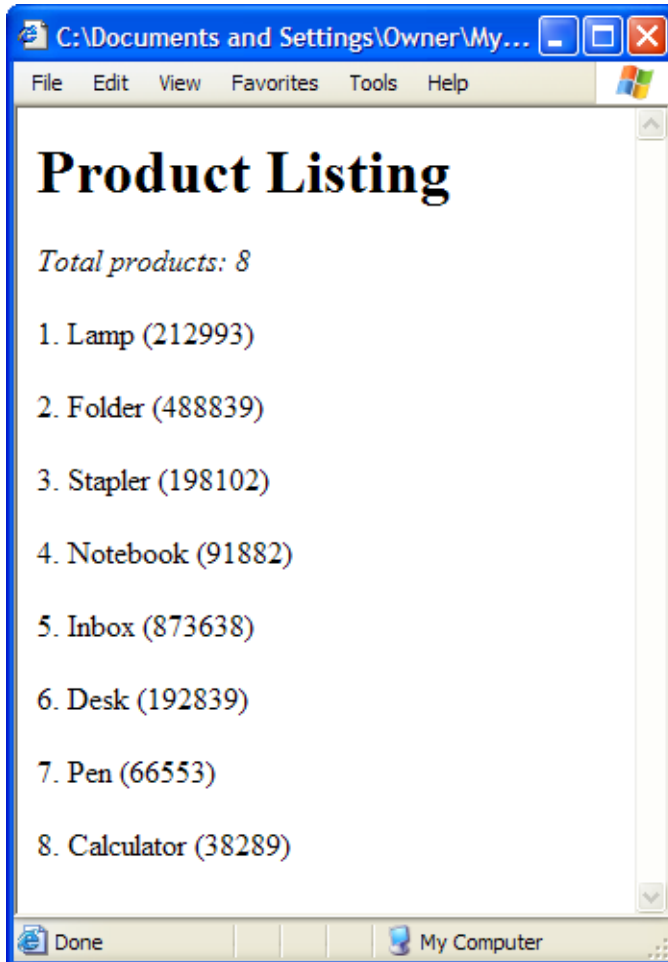 C:\Documents and Settings\Owner\My...
File Edit View Favorites Tools Help
Product Listing
Total products: 8
1. Lamp (212993)
2. Folder (488839)
3. Stapler (198102)
4. Notebook (91882)
5. Inbox (873638)
6. Desk (192839)
7. Pen (66553)
8. Calculator (38289)
Done My Computer